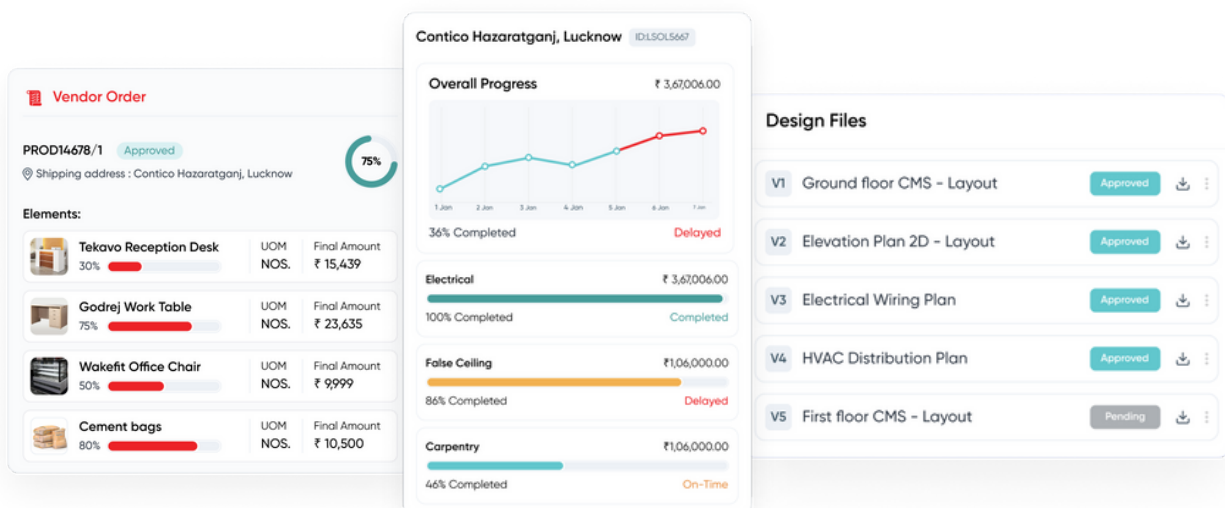 Vendor Order
PROD14678/1 Approved
75%
Shipping address : Contico Hazaratganj, Lucknow
Elements:
Tekavo Reception Desk
30%
UOM
NOS.
Final Amount
₹ 15,439
Godrej Work Table
75%
UOM
NOS.
Final Amount
₹ 23,635
Wakefit Office Chair
50%
UOM
NOS.
Final Amount
₹ 9,999
Cement bags
80%
UOM
NOS.
Final Amount
₹ 10,500
Contico Hazaratganj, Lucknow ID:LSOL5667
Overall Progress ₹ 3,67,006.00
1 Jan 2 Jan 3 Jan 4 Jan 5 Jan 6 Jan 7 Jan
36% Completed Delayed
Electrical ₹ 3,67,006.00
100% Completed Completed
False Ceiling ₹1,06,000.00
86% Completed Delayed
Carpentry ₹1,06,000.00
46% Completed On-Time
Design Files
V1 Ground floor CMS - Layout Approved
V2 Elevation Plan 2D - Layout Approved
V3 Electrical Wiring Plan Approved
V4 HVAC Distribution Plan Approved
V5 First floor CMS - Layout Pending